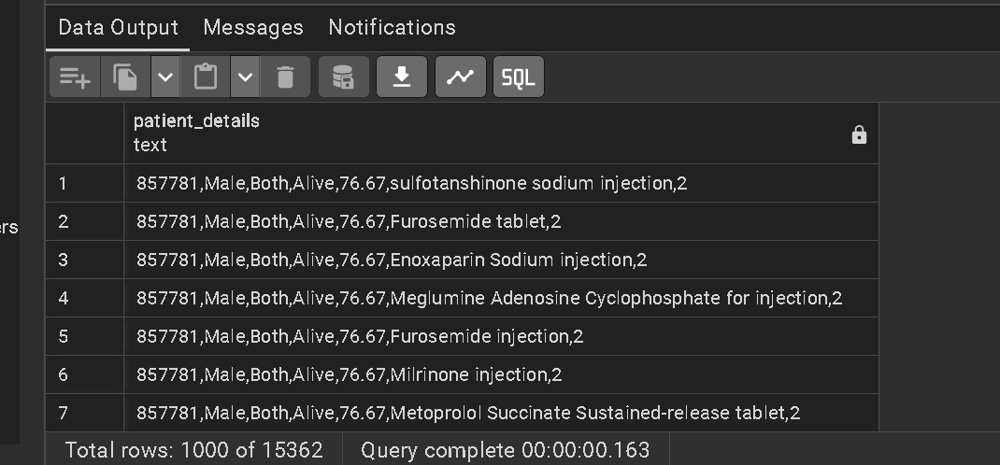 Data Output Messages Notifications
SQL
patient_details
text
1 857781,Male,Both,Alive,76.67,sulfotanshinone sodium injection,2
ers
2 857781,Male,Both,Alive,76.67,Furosemide tablet,2
3 857781,Male,Both,Alive,76.67,Enoxaparin Sodium injection,2
4 857781,Male,Both,Alive,76.67,Meglumine Adenosine Cyclophosphate for injection,2
5 857781,Male,Both,Alive,76.67,Furosemide injection,2
6 857781,Male,Both,Alive,76.67,Milrinone injection,2
7 857781,Male,Both,Alive,76.67,Metoprolol Succinate Sustained-release tablet,2
Total rows: 1000 of 15362 Query complete 00:00:00.163